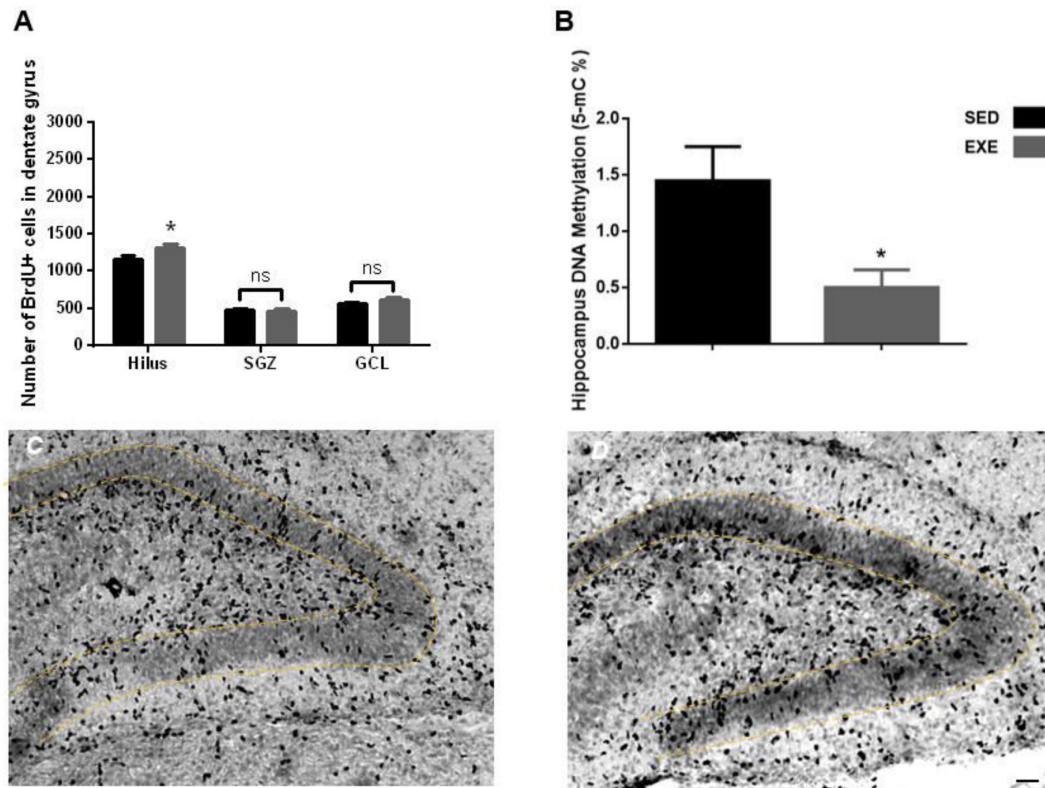 A
Number of BrdU+ cells in dentate gyrus
3000
2500
2000
1500
1000
500
0
*
ns
ns
Hilus SGZ GCL
B
Hippocampus DNA Methylation (5-mC %)
2.0
1.5
1.0
0.5
0.0
*
SED
EXE
C
D